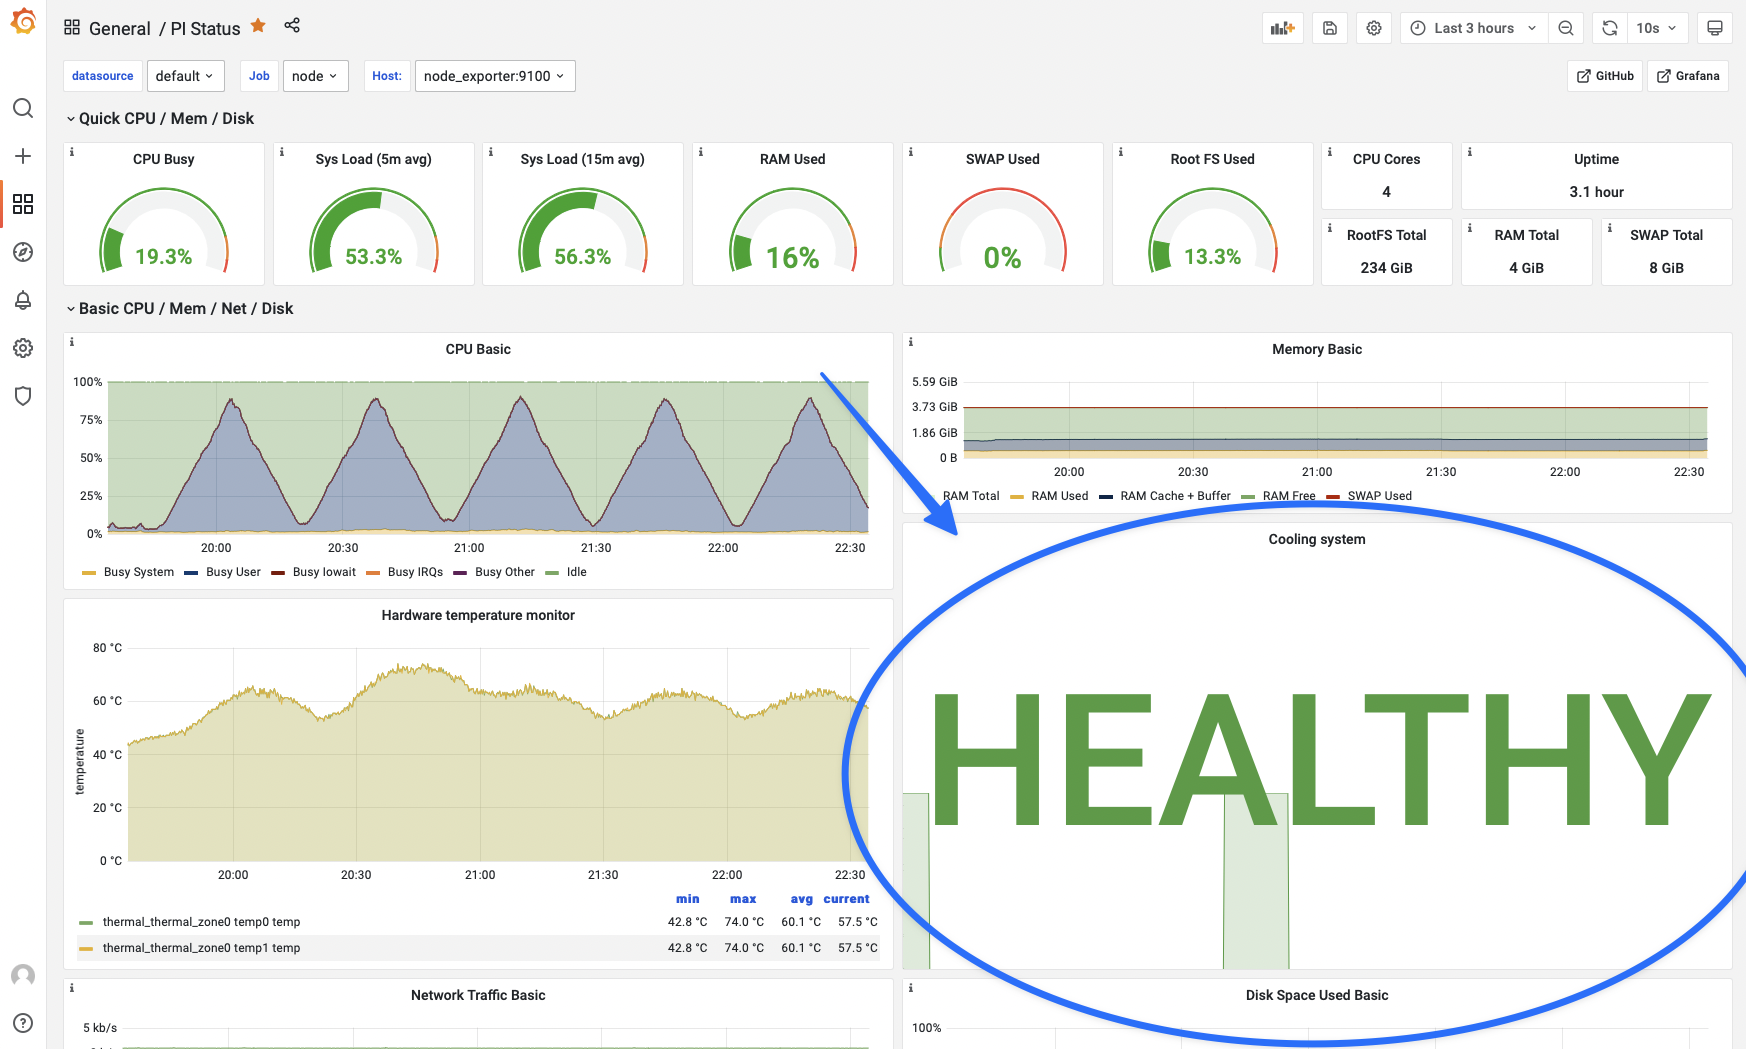 General / PI Status
Last 3 hours
10s
datasource default Job node Host: node_exporter:9100
GitHub Grafana
Quick CPU / Mem / Disk
CPU Busy
19.3%
Sys Load (5m avg)
53.3%
Sys Load (15m avg)
56.3%
RAM Used
16%
SWAP Used
0%
Root FS Used
13.3%
CPU Cores
4
Uptime
3.1 hour
RootFS Total
234 GiB
RAM Total
4 GiB
SWAP Total
8 GiB
Basic CPU / Mem / Net / Disk
CPU Basic
100%
75%
50%
25%
0%
20:00 20:30 21:00 21:30 22:00 22:30
Busy System Busy User Busy Iowait Busy IRQs Busy Other Idle
Memory Basic
5.59 GiB
3.73 GiB
1.86 GiB
0 B
20:00 20:30 21:00 21:30 22:00 22:30
RAM Total RAM Used RAM Cache + Buffer RAM Free SWAP Used
Hardware temperature monitor
80 °C
60 °C
40 °C
20 °C
0 °C
temperature
20:00 20:30 21:00 21:30 22:00 22:30
min max avg current
thermal_thermal_zone0 temp0 temp 42.8 °C 74.0 °C 60.1 °C 57.5 °C
thermal_thermal_zone0 temp1 temp 42.8 °C 74.0 °C 60.1 °C 57.5 °C
Cooling system
HEALTHY
Network Traffic Basic
5 kb/s
Disk Space Used Basic
100%